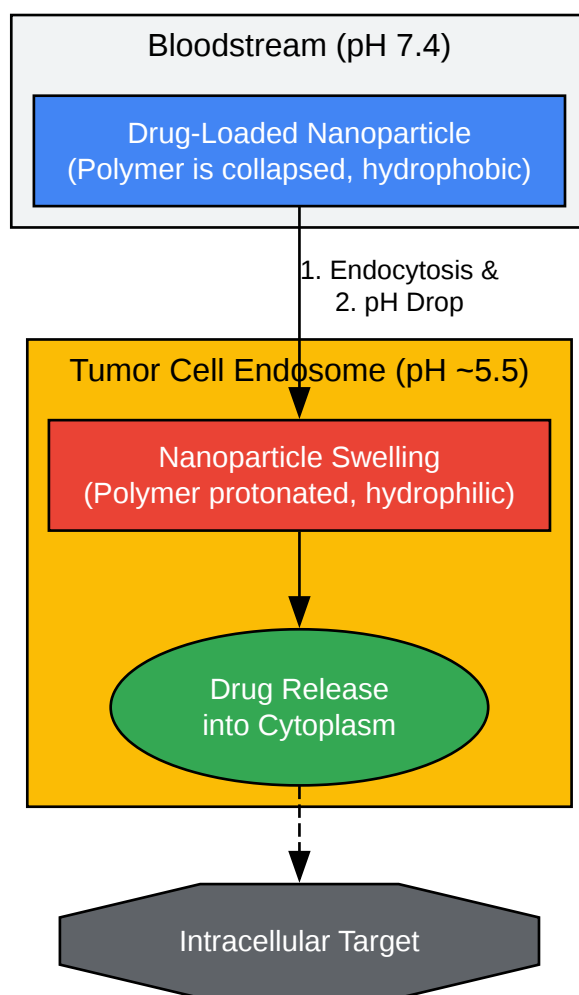 Bloodstream (pH 7.4)
Drug-Loaded Nanoparticle
(Polymer is collapsed, hydrophobic)
1. Endocytosis &
2. pH Drop
Tumor Cell Endosome (pH ~5.5)
Nanoparticle Swelling
(Polymer protonated, hydrophilic)
Drug Release
into Cytoplasm
Intracellular Target